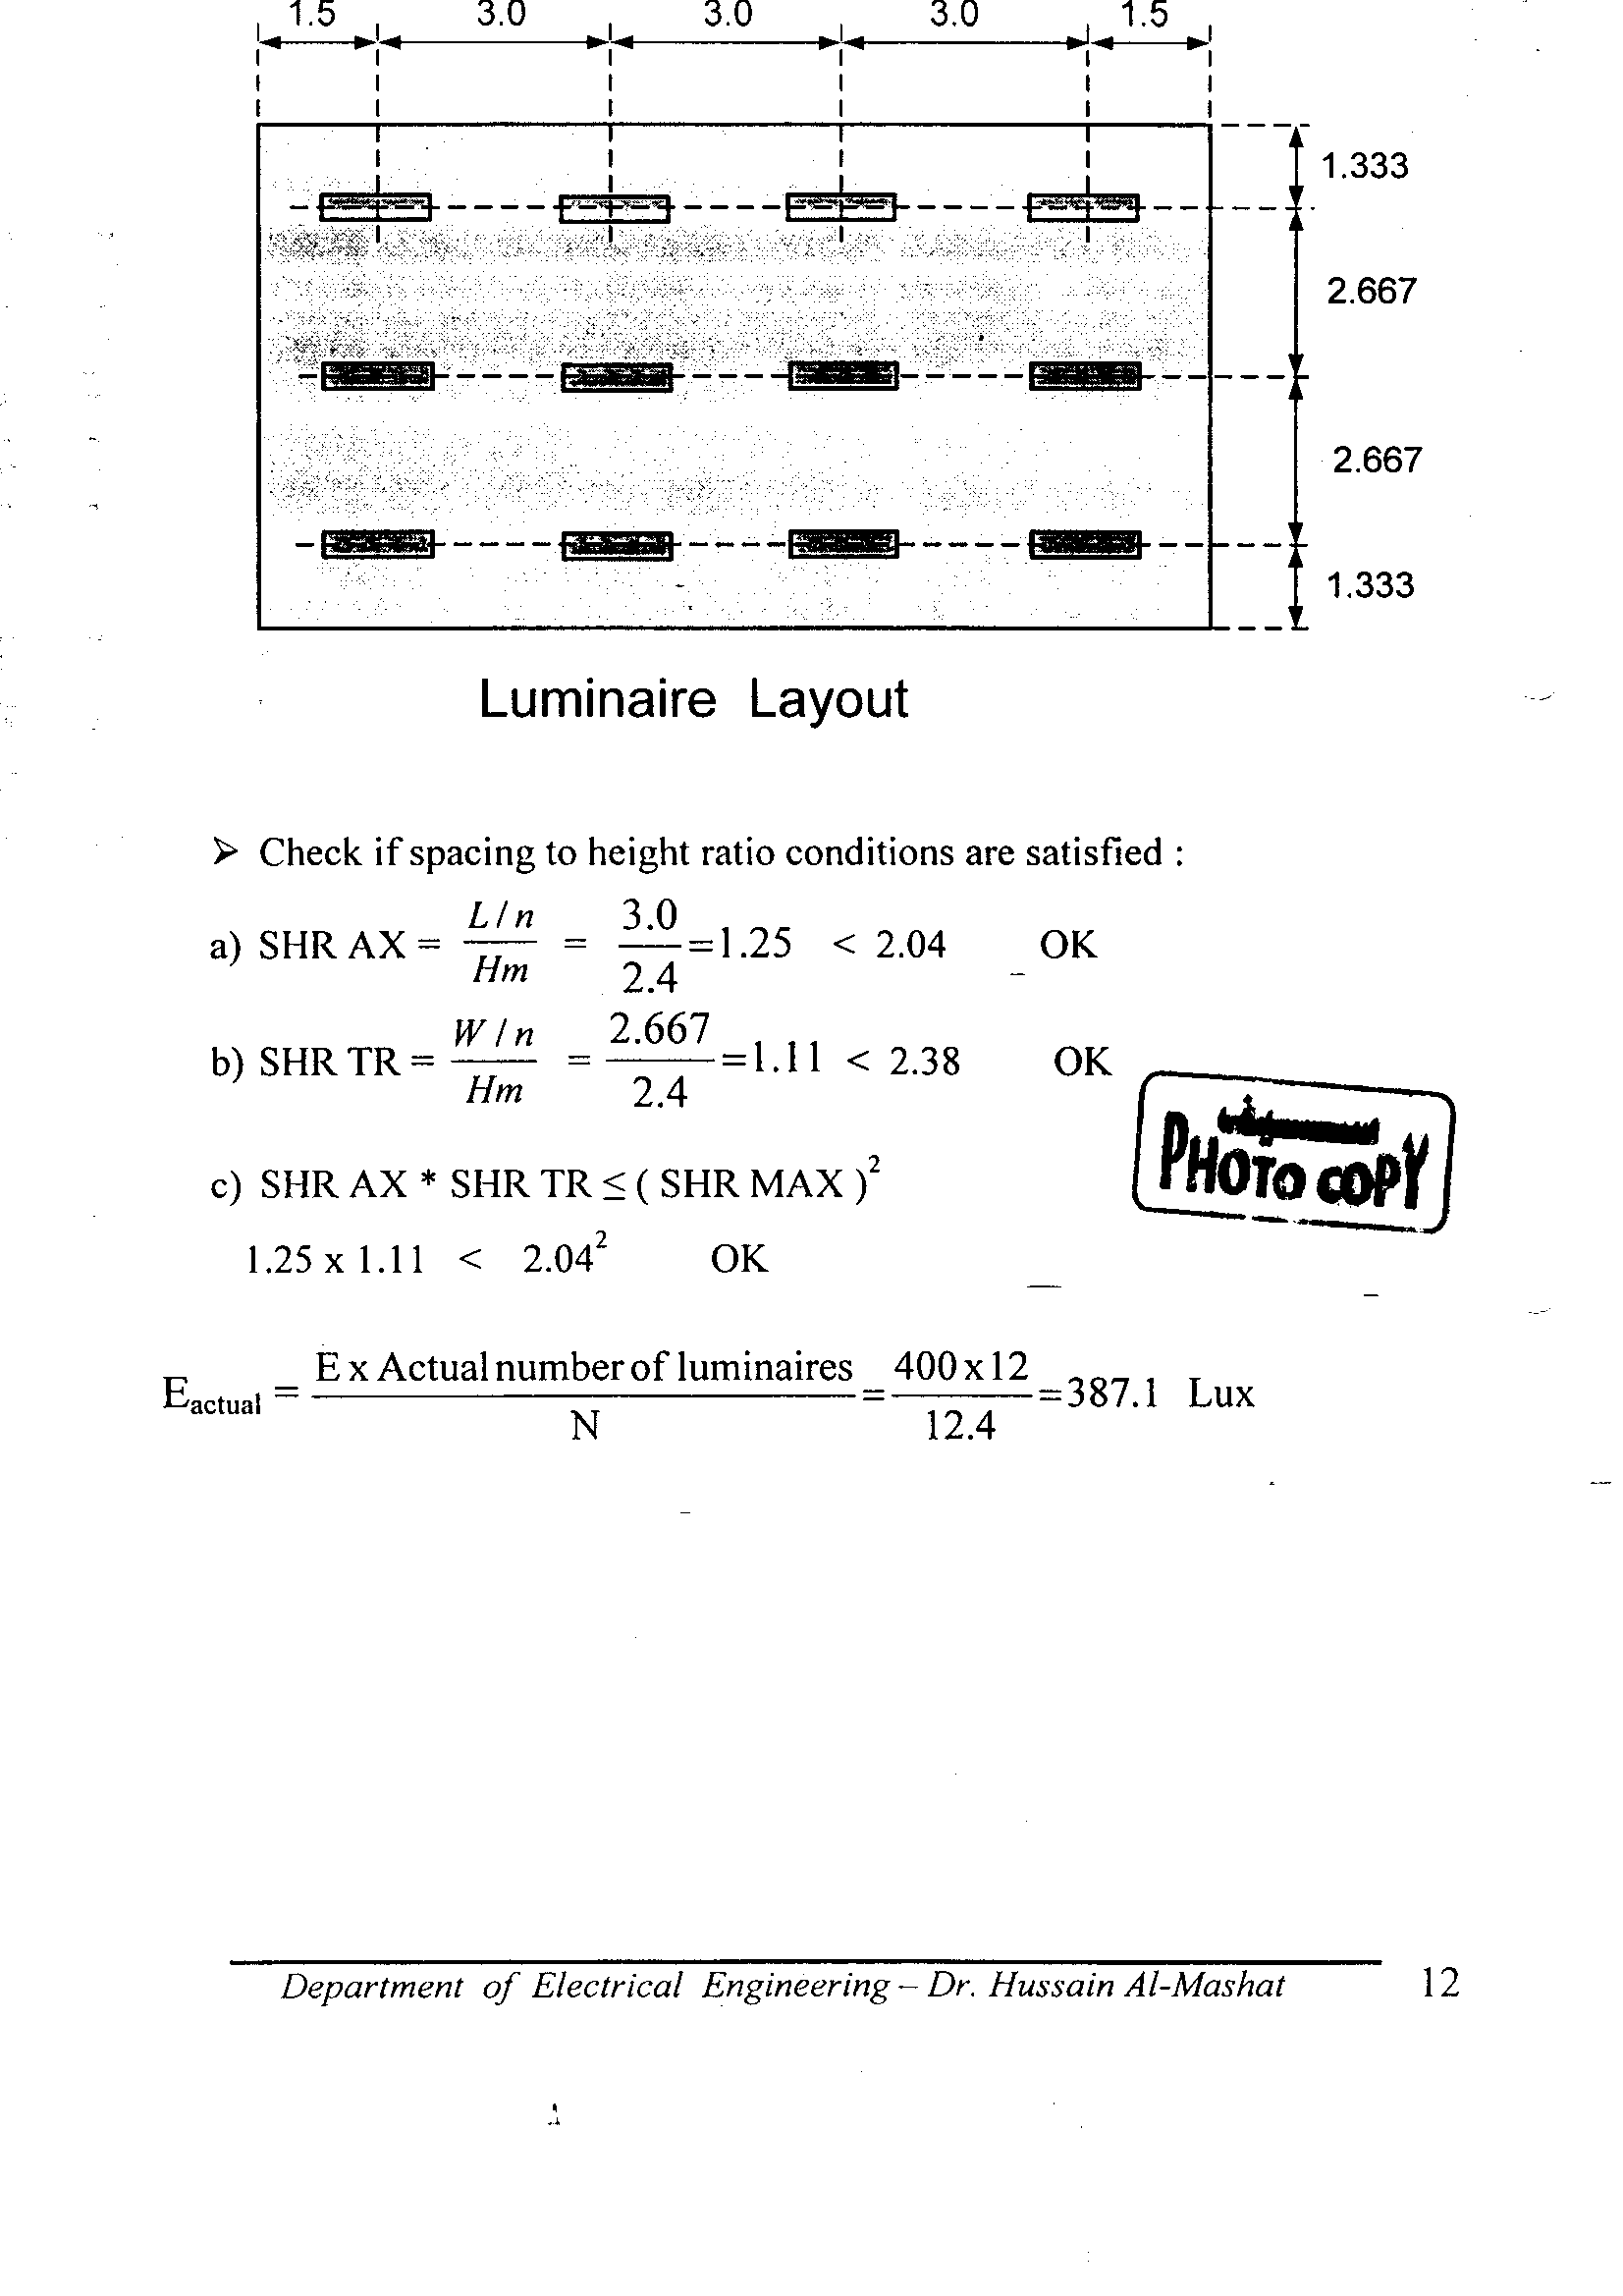 1.5 3.0 3.0 3.0 1.5
1.333
2.667
2.667
1.333
Luminaire Layout
➢ Check if spacing to height ratio conditions are satisfied :
a) SHR AX = L/n / Hm = 3.0 / 2.4 = 1.25 < 2.04 OK
b) SHR TR = W/n / Hm = 2.667 / 2.4 = 1.11 < 2.38 OK
c) SHR AX * SHR TR ≤ ( SHR MAX )²
1.25 x 1.11 < 2.04² OK
PHOTO COPY
E actual = E x Actual number of luminaires / N = 400 x 12 / 12.4 = 387.1 Lux
Department of Electrical Engineering – Dr. Hussain Al-Mashat 12